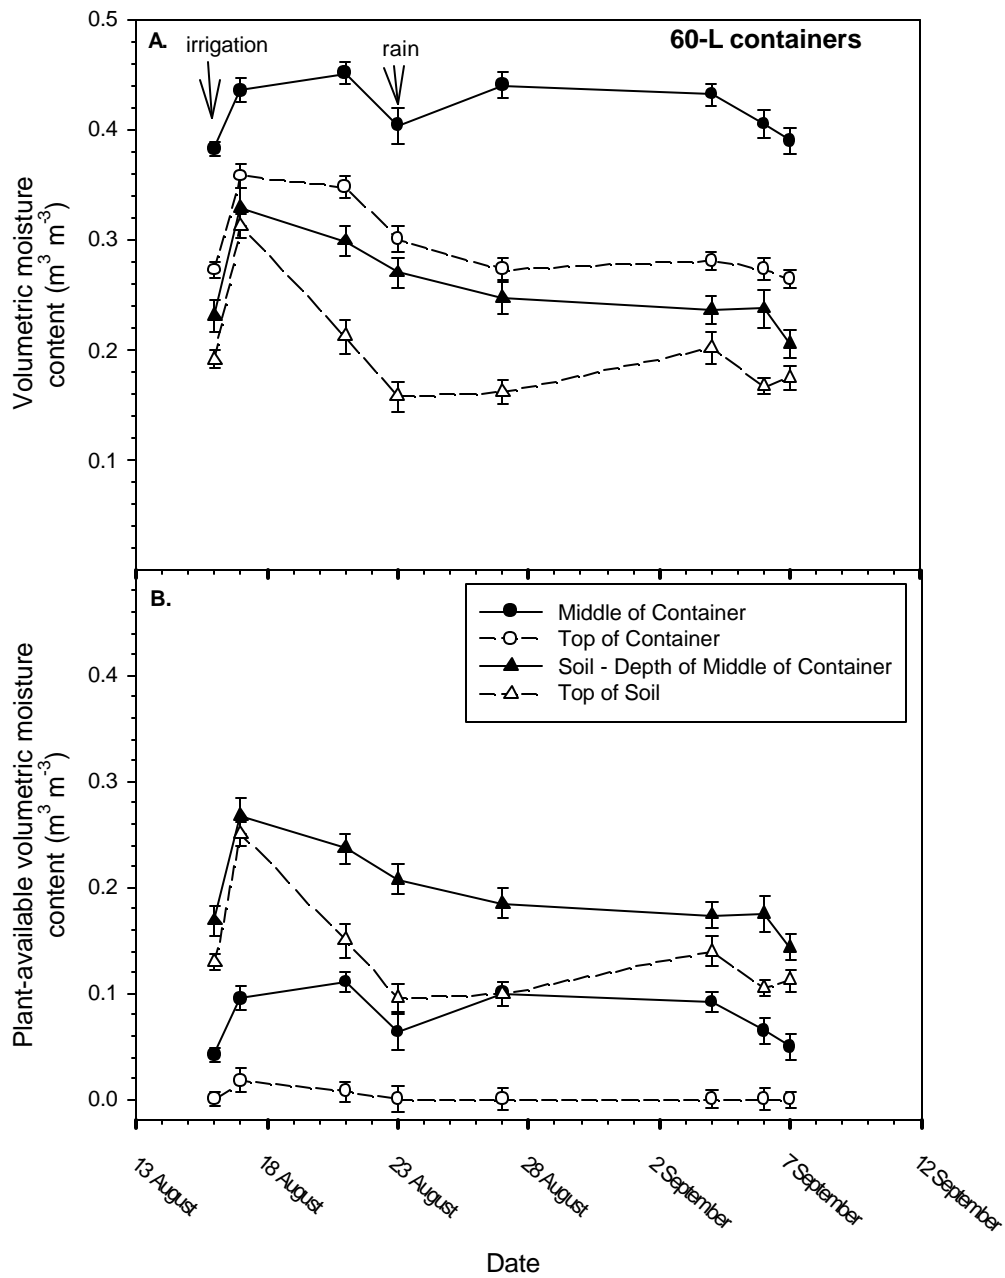 0.5
A.
60-L containers
irrigation
rain
0.4
0.3
0.2
0.1
Volumetric moisture
content (m³ m⁻³)
B.
Middle of Container
Top of Container
Soil - Depth of Middle of Container
Top of Soil
0.4
0.3
0.2
0.1
0.0
Plant-available volumetric moisture
content (m³ m⁻³)
13 August
18 August
23 August
28 August
2 September
7 September
12 September
Date